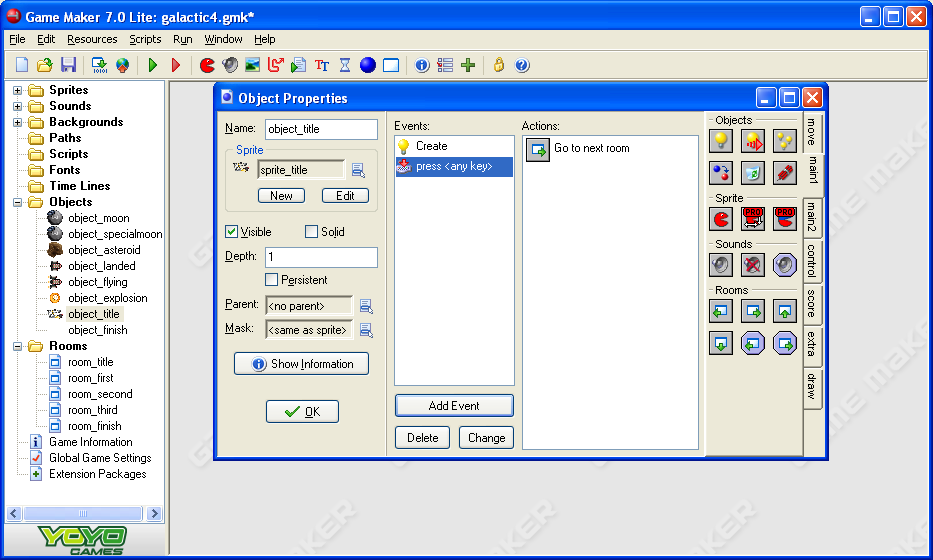 Game Maker 7.0 Lite: galactic4.gmk*
File Edit Resources Scripts Run Window Help
Sprites
Sounds
Backgrounds
Paths
Scripts
Fonts
Time Lines
Objects
object_moon
object_specialmoon
object_asteroid
object_landed
object_flying
object_explosion
object_title
object_finish
Rooms
room_title
room_first
room_second
room_third
room_finish
Game Information
Global Game Settings
Extension Packages
YOYO
GAMES
Object Properties
Name: object_title
Sprite
sprite_title
New Edit
Visible Solid
Depth: 1
Persistent
Parent: <no parent>
Mask: <same as sprite>
Show Information
OK
Events:
Create
press <any key>
Add Event
Delete Change
Actions:
Go to next room
Objects
Sprite
PRO PRO
Sounds
Rooms
move
main1
main2
control
score
extra
draw
GAME MAKER